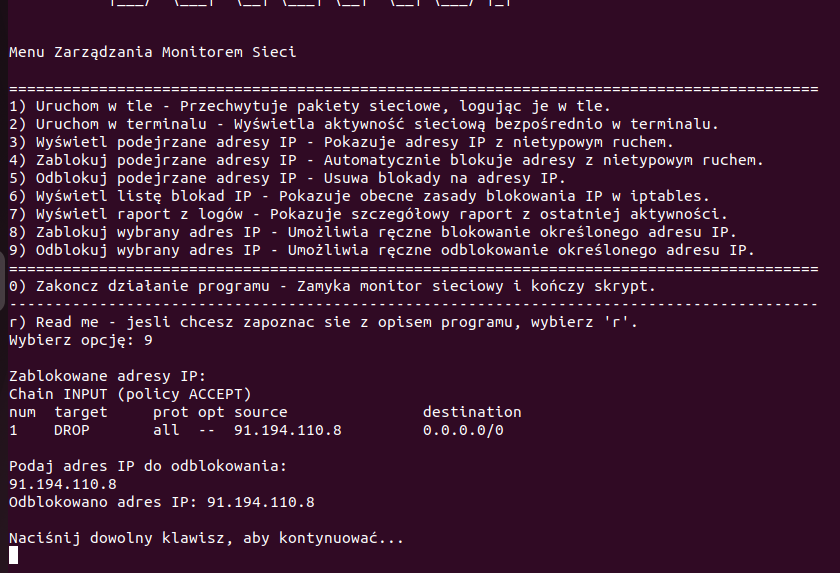 Menu Zarządzania Monitorem Sieci
==========================================================================================
1) Uruchom w tle - Przechwytuje pakiety sieciowe, logując je w tle.
2) Uruchom w terminalu - Wyświetla aktywność sieciową bezpośrednio w terminalu.
3) Wyświetl podejrzane adresy IP - Pokazuje adresy IP z nietypowym ruchem.
4) Zablokuj podejrzane adresy IP - Automatycznie blokuje adresy z nietypowym ruchem.
5) Odblokuj podejrzane adresy IP - Usuwa blokady na adresy IP.
6) Wyświetl listę blokad IP - Pokazuje obecne zasady blokowania IP w iptables.
7) Wyświetl raport z logów - Pokazuje szczegółowy raport z ostatniej aktywności.
8) Zablokuj wybrany adres IP - Umożliwia ręczne blokowanie określonego adresu IP.
9) Odblokuj wybrany adres IP - Umożliwia ręczne odblokowanie określonego adresu IP.
==========================================================================================
0) Zakoncz działanie programu - Zamyka monitor sieciowy i kończy skrypt.
------------------------------------------------------------------------------------------
r) Read me - jesli chcesz zapoznac sie z opisem programu, wybierz 'r'.
Wybierz opcję: 9
Zablokowane adresy IP:
Chain INPUT (policy ACCEPT)
num  target     prot opt source               destination
1    DROP       all  --  91.194.110.8         0.0.0.0/0
Podaj adres IP do odblokowania:
91.194.110.8
Odblokowano adres IP: 91.194.110.8
Naciśnij dowolny klawisz, aby kontynuować...